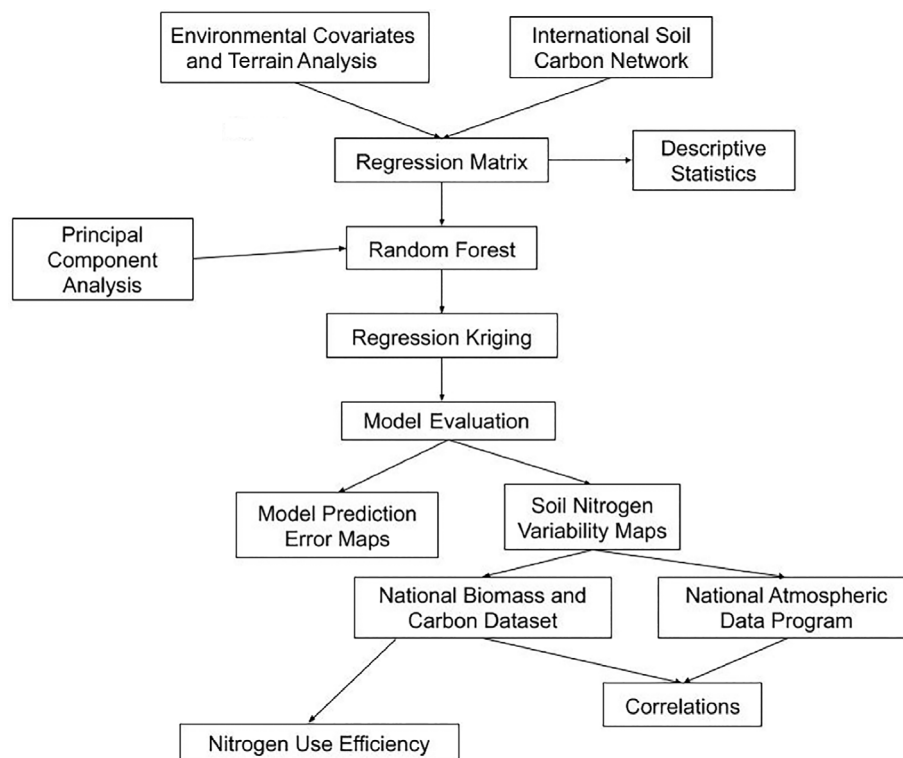 Environmental Covariates
and Terrain Analysis
International Soil
Carbon Network
Regression Matrix
Descriptive
Statistics
Principal
Component
Analysis
Random Forest
Regression Kriging
Model Evaluation
Model Prediction
Error Maps
Soil Nitrogen
Variability Maps
National Biomass and
Carbon Dataset
National Atmospheric
Data Program
Correlations
Nitrogen Use Efficiency